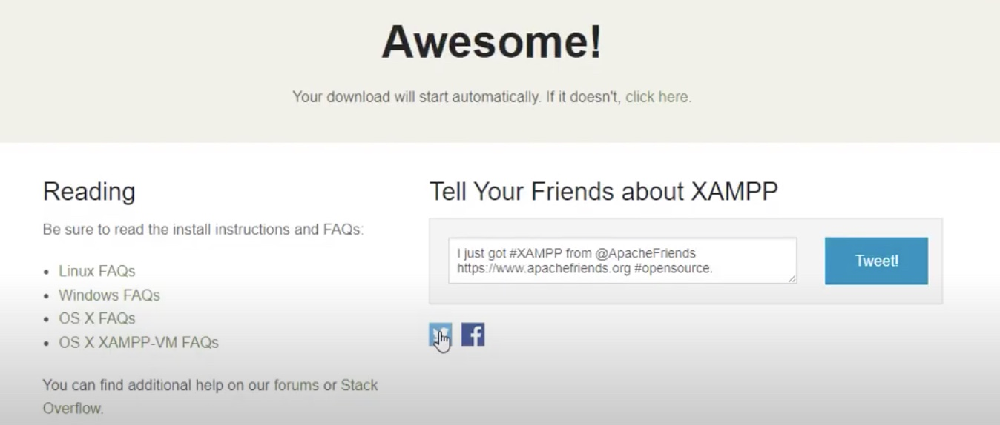 Awesome!
Your download will start automatically. If it doesn't, click here.
Reading
Be sure to read the install instructions and FAQs:
Linux FAQs
Windows FAQs
OS X FAQs
OS X XAMPP-VM FAQs
You can find additional help on our forums or Stack
Overflow.
Tell Your Friends about XAMPP
I just got #XAMPP from @ApacheFriends
https://www.apachefriends.org #opensource.
Tweet!